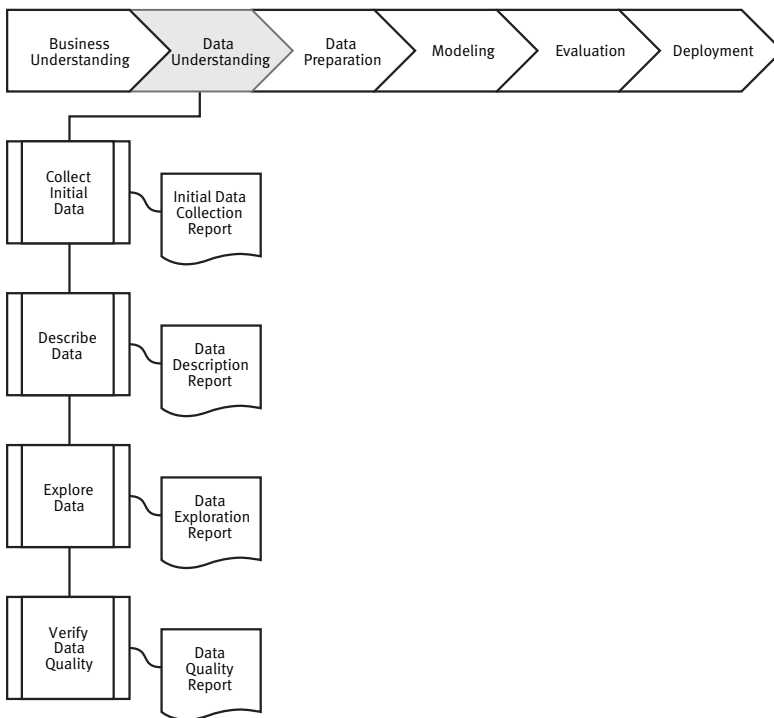 Business
Understanding
Data
Understanding
Data
Preparation
Modeling
Evaluation
Deployment
Collect
Initial
Data
Initial Data
Collection
Report
Describe
Data
Data
Description
Report
Explore
Data
Data
Exploration
Report
Verify
Data
Quality
Data
Quality
Report